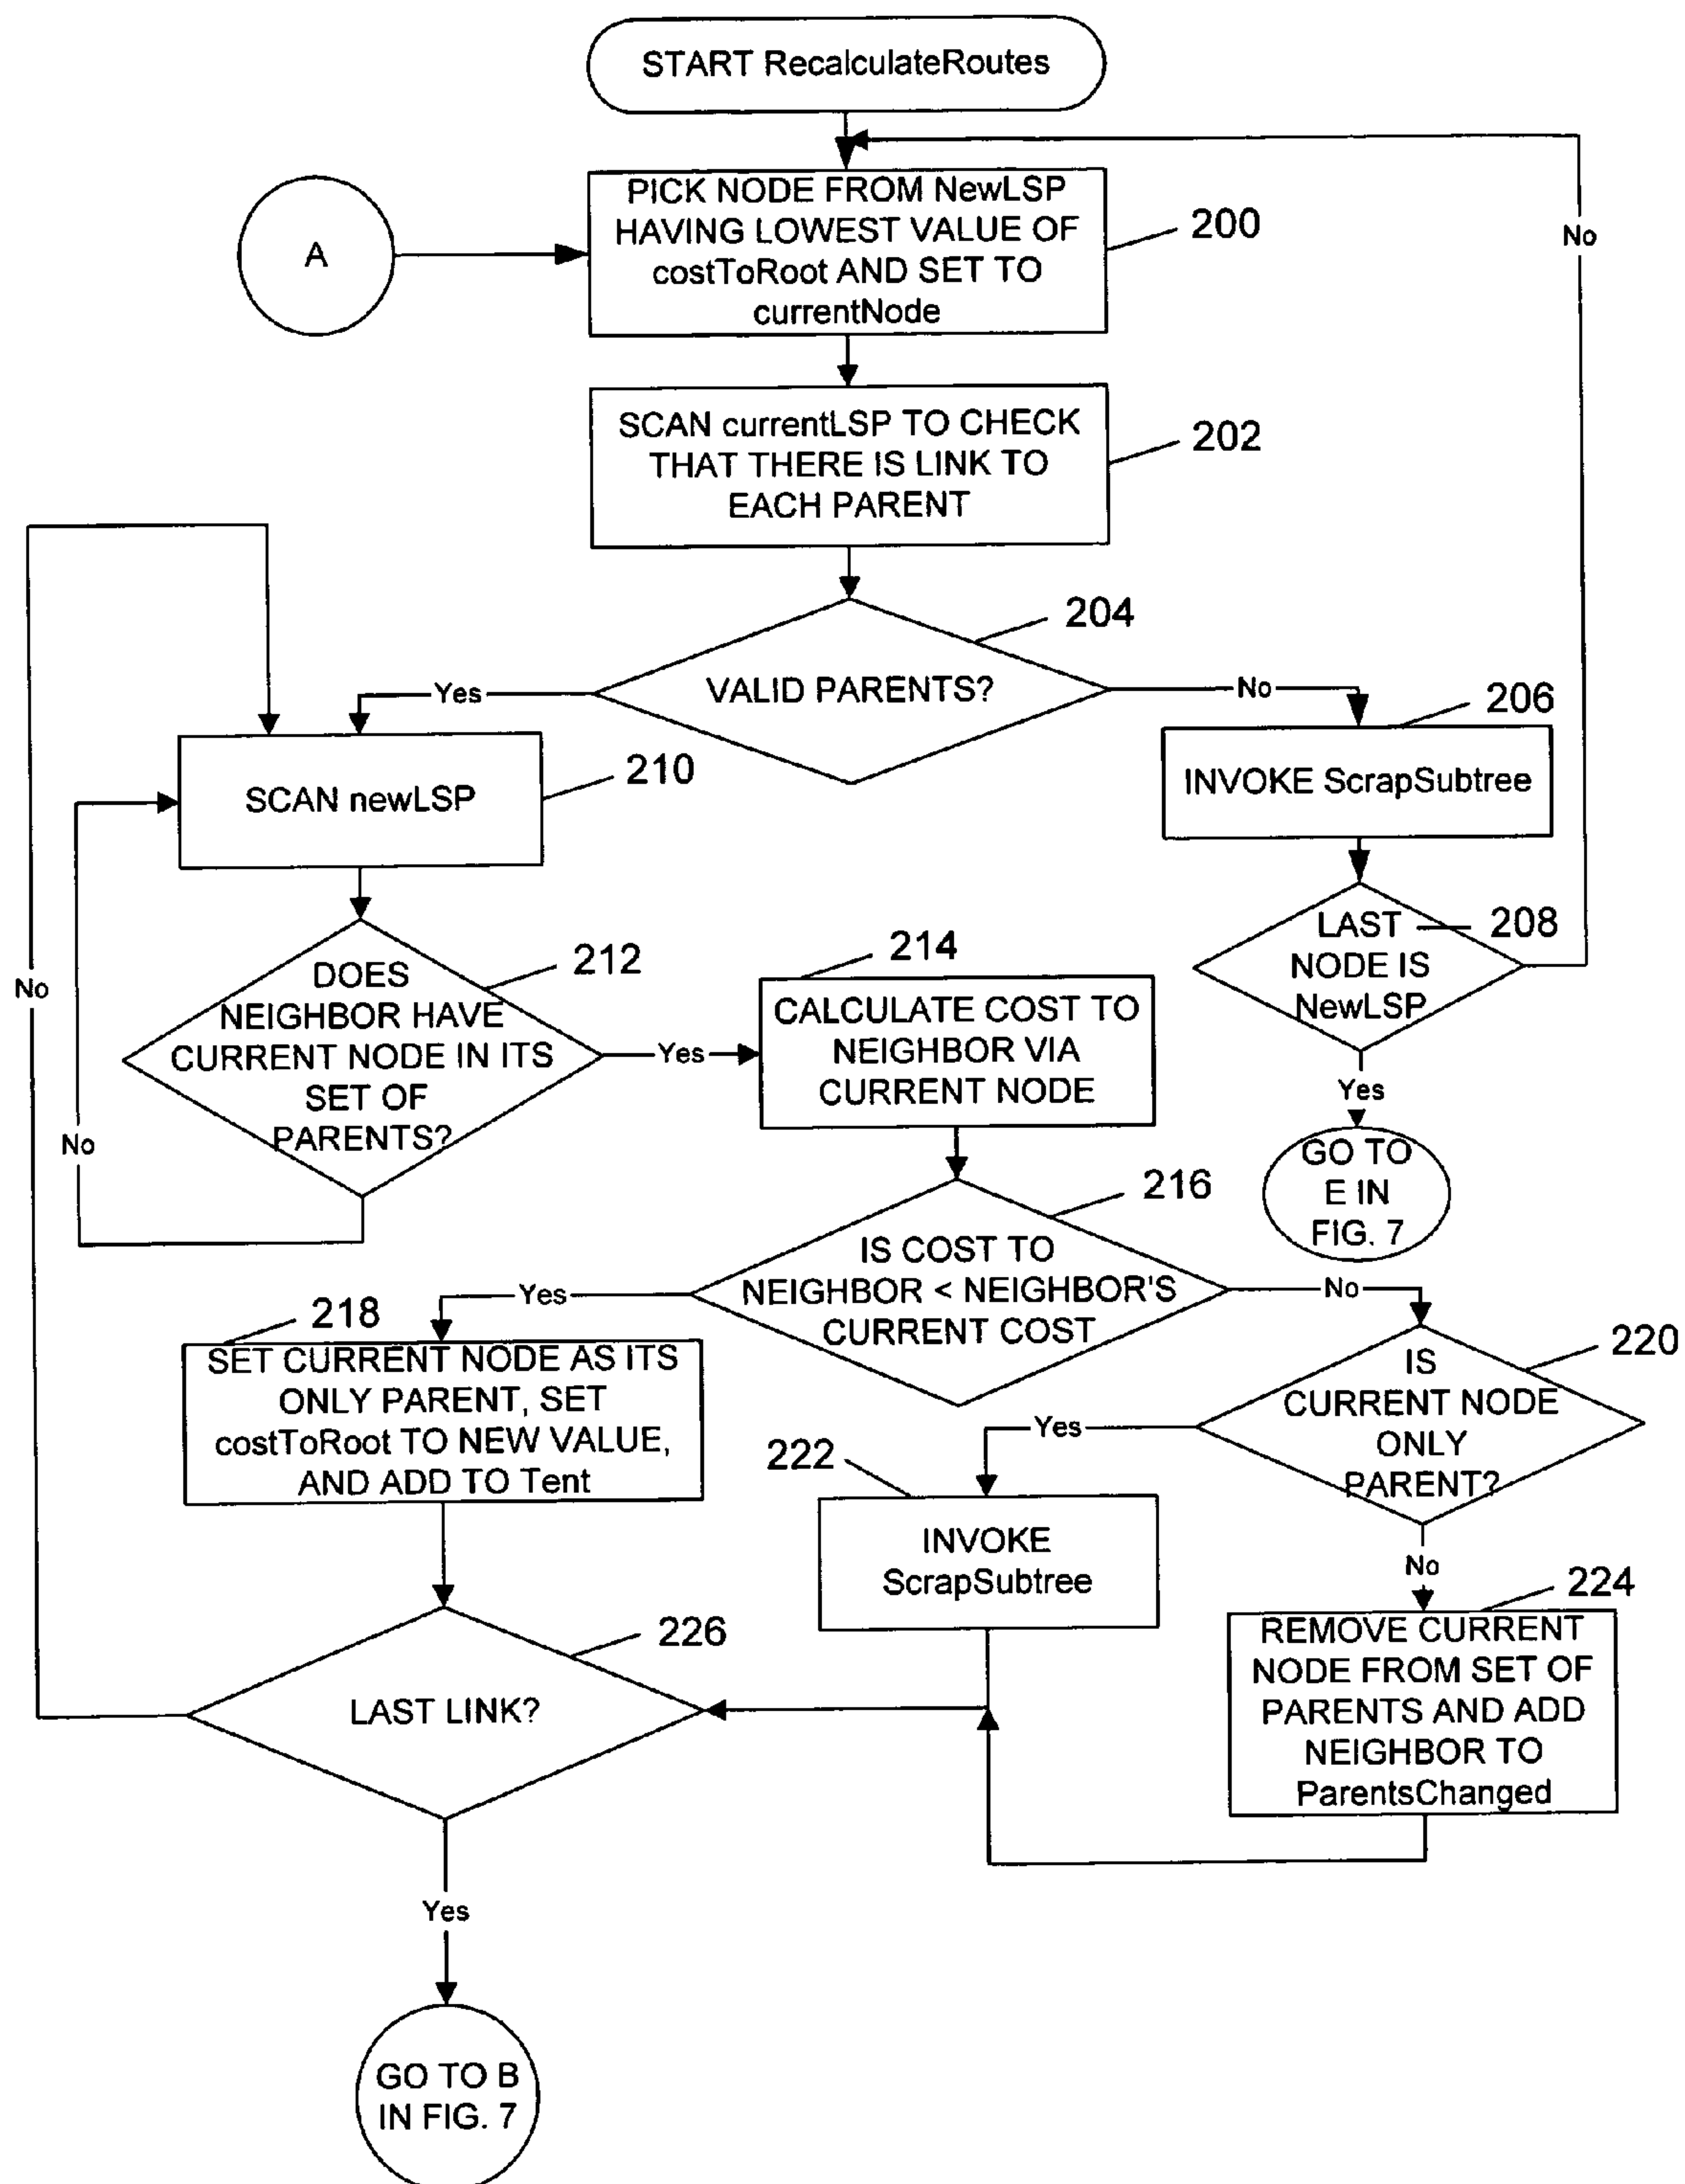 START RecalculateRoutes
A
PICK NODE FROM NewLSP
HAVING LOWEST VALUE OF
costToRoot AND SET TO
currentNode
200
No
SCAN currentLSP TO CHECK
THAT THERE IS LINK TO
EACH PARENT
202
VALID PARENTS?
204
Yes
No
206
INVOKE ScrapSubtree
SCAN newLSP
210
LAST
NODE IS
NewLSP
208
Yes
GO TO
E IN
FIG. 7
DOES
NEIGHBOR HAVE
CURRENT NODE IN ITS
SET OF
PARENTS?
212
No
No
Yes
214
CALCULATE COST TO
NEIGHBOR VIA
CURRENT NODE
216
IS COST TO
NEIGHBOR < NEIGHBOR'S
CURRENT COST
Yes
No
218
SET CURRENT NODE AS ITS
ONLY PARENT, SET
costToRoot TO NEW VALUE,
AND ADD TO Tent
220
IS
CURRENT NODE
ONLY
PARENT?
Yes
No
222
INVOKE
ScrapSubtree
224
REMOVE CURRENT
NODE FROM SET OF
PARENTS AND ADD
NEIGHBOR TO
ParentsChanged
226
LAST LINK?
Yes
GO TO B
IN FIG. 7